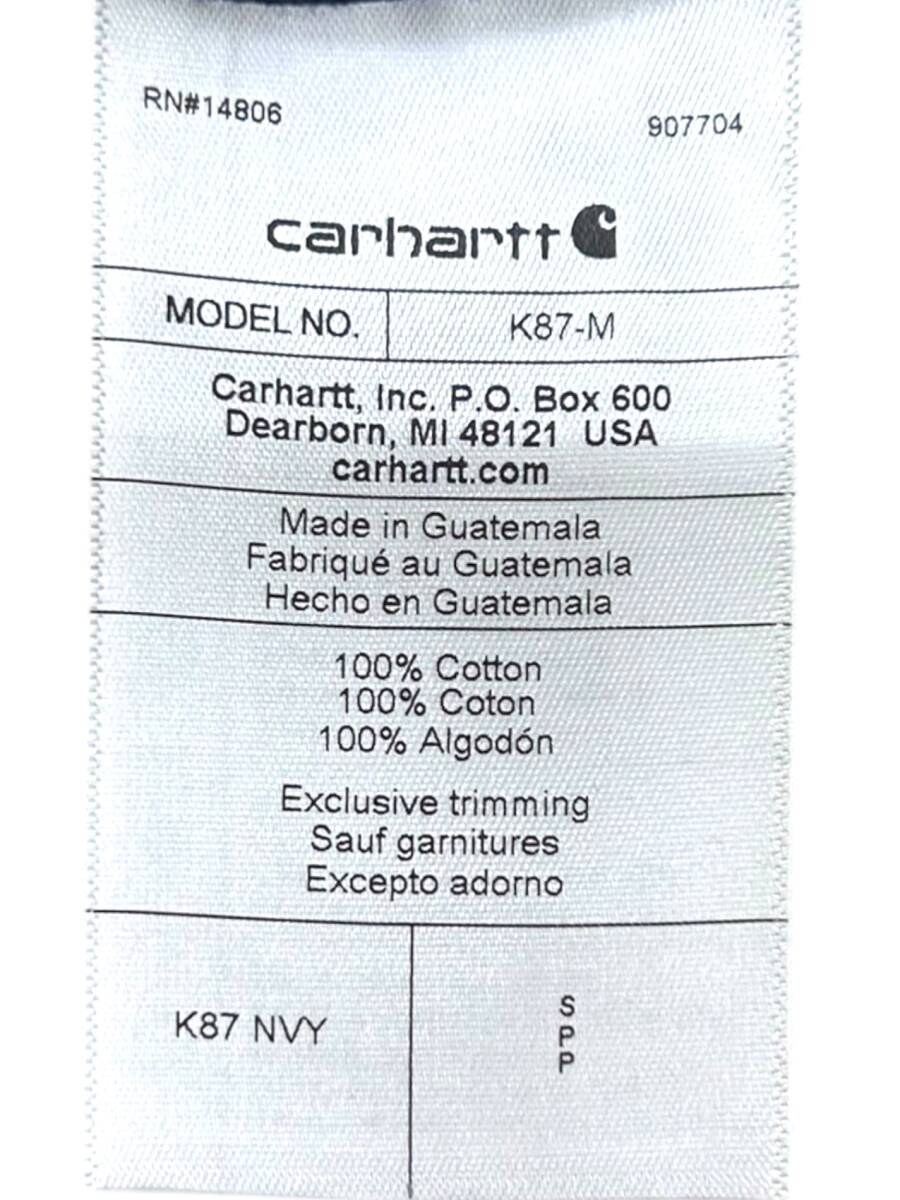 RN#14806
907704
carhartt
MODEL NO. K87-M
Carhartt, Inc. P.O. Box 600
Dearborn, MI 48121 USA
carhartt.com
Made in Guatemala
Fabriqué au Guatemala
Hecho en Guatemala
100% Cotton
100% Coton
100% Algodón
Exclusive trimming
Sauf garnitures
Excepto adorno
K87 NVY
S
P
P